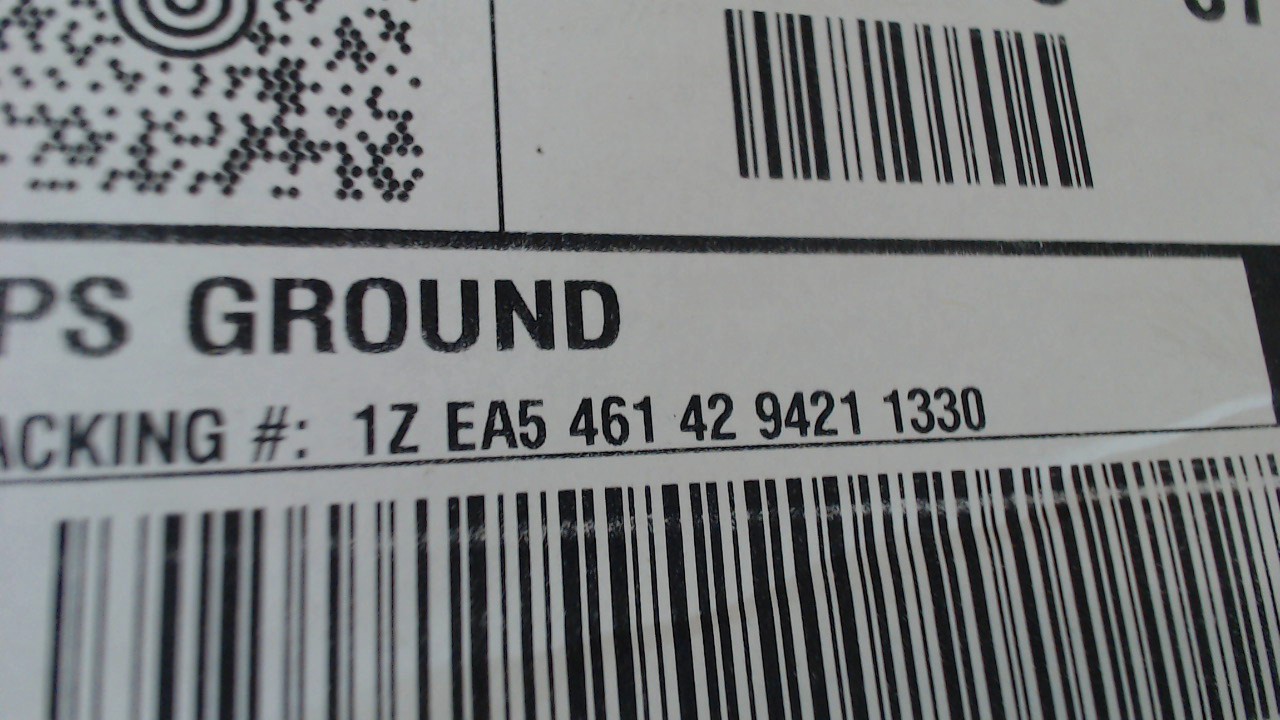 PS GROUND
ACKING #: 1Z EA5 461 42 9421 1330